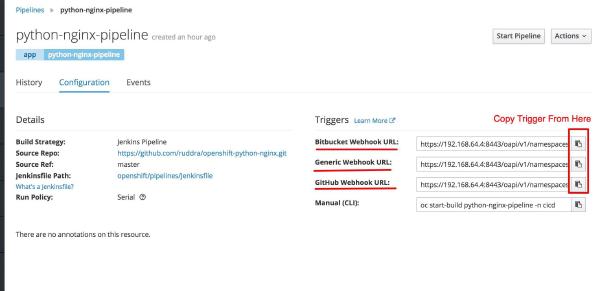 Pipelines » python-nginx-pipeline
python-nginx-pipeline created an hour ago
Start Pipeline Actions
app python-nginx-pipeline
History Configuration Events
Details
Build Strategy: Jenkins Pipeline
Source Repo: https://github.com/ruddra/openshift-python-nginx.git
Source Ref: master
Jenkinsfile Path: openshift/pipelines/Jenkinsfile
What's a Jenkinsfile?
Run Policy: Serial
There are no annotations on this resource.
Triggers Learn More
Copy Trigger From Here
Bitbucket Webhook URL: https://192.168.64.4:8443/oapi/v1/namespaces
Generic Webhook URL: https://192.168.64.4:8443/oapi/v1/namespaces
GitHub Webhook URL: https://192.168.64.4:8443/oapi/v1/namespaces
Manual (CLI): oc start-build python-nginx-pipeline -n cicd